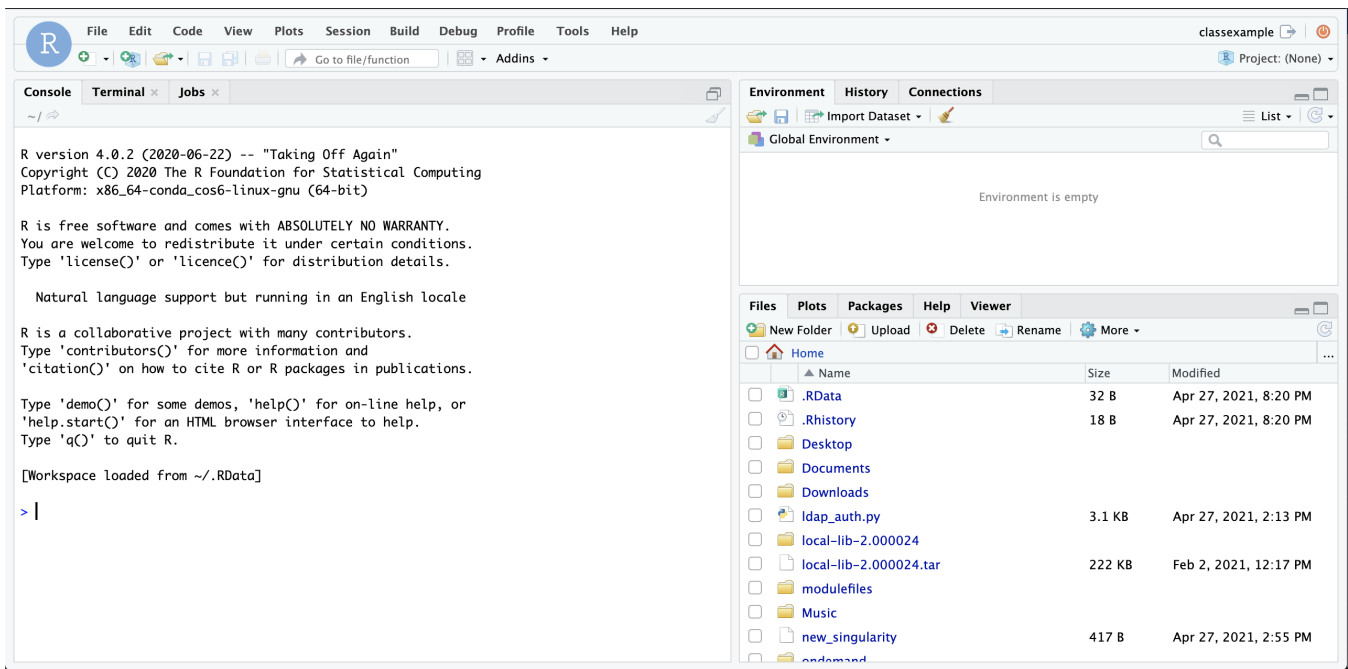 R
File Edit Code View Plots Session Build Debug Profile Tools Help
classexample
Go to file/function
Addins
R Project: (None)
Console Terminal Jobs
~/
R version 4.0.2 (2020-06-22) -- "Taking Off Again"
Copyright (C) 2020 The R Foundation for Statistical Computing
Platform: x86_64-conda_cos6-linux-gnu (64-bit)
R is free software and comes with ABSOLUTELY NO WARRANTY.
You are welcome to redistribute it under certain conditions.
Type 'license()' or 'licence()' for distribution details.
Natural language support but running in an English locale
R is a collaborative project with many contributors.
Type 'contributors()' for more information and
'citation()' on how to cite R or R packages in publications.
Type 'demo()' for some demos, 'help()' for on-line help, or
'help.start()' for an HTML browser interface to help.
Type 'q()' to quit R.
[Workspace loaded from ~/.RData]
>
Environment History Connections
Import Dataset
List
Global Environment
Environment is empty
Files Plots Packages Help Viewer
New Folder Upload Delete Rename More
Home ...
Name Size Modified
.RData 32 B Apr 27, 2021, 8:20 PM
.Rhistory 18 B Apr 27, 2021, 8:20 PM
Desktop
Documents
Downloads
ldap_auth.py 3.1 KB Apr 27, 2021, 2:13 PM
local-lib-2.000024
local-lib-2.000024.tar 222 KB Feb 2, 2021, 12:17 PM
modulefiles
Music
new_singularity 417 B Apr 27, 2021, 2:55 PM
ondemand